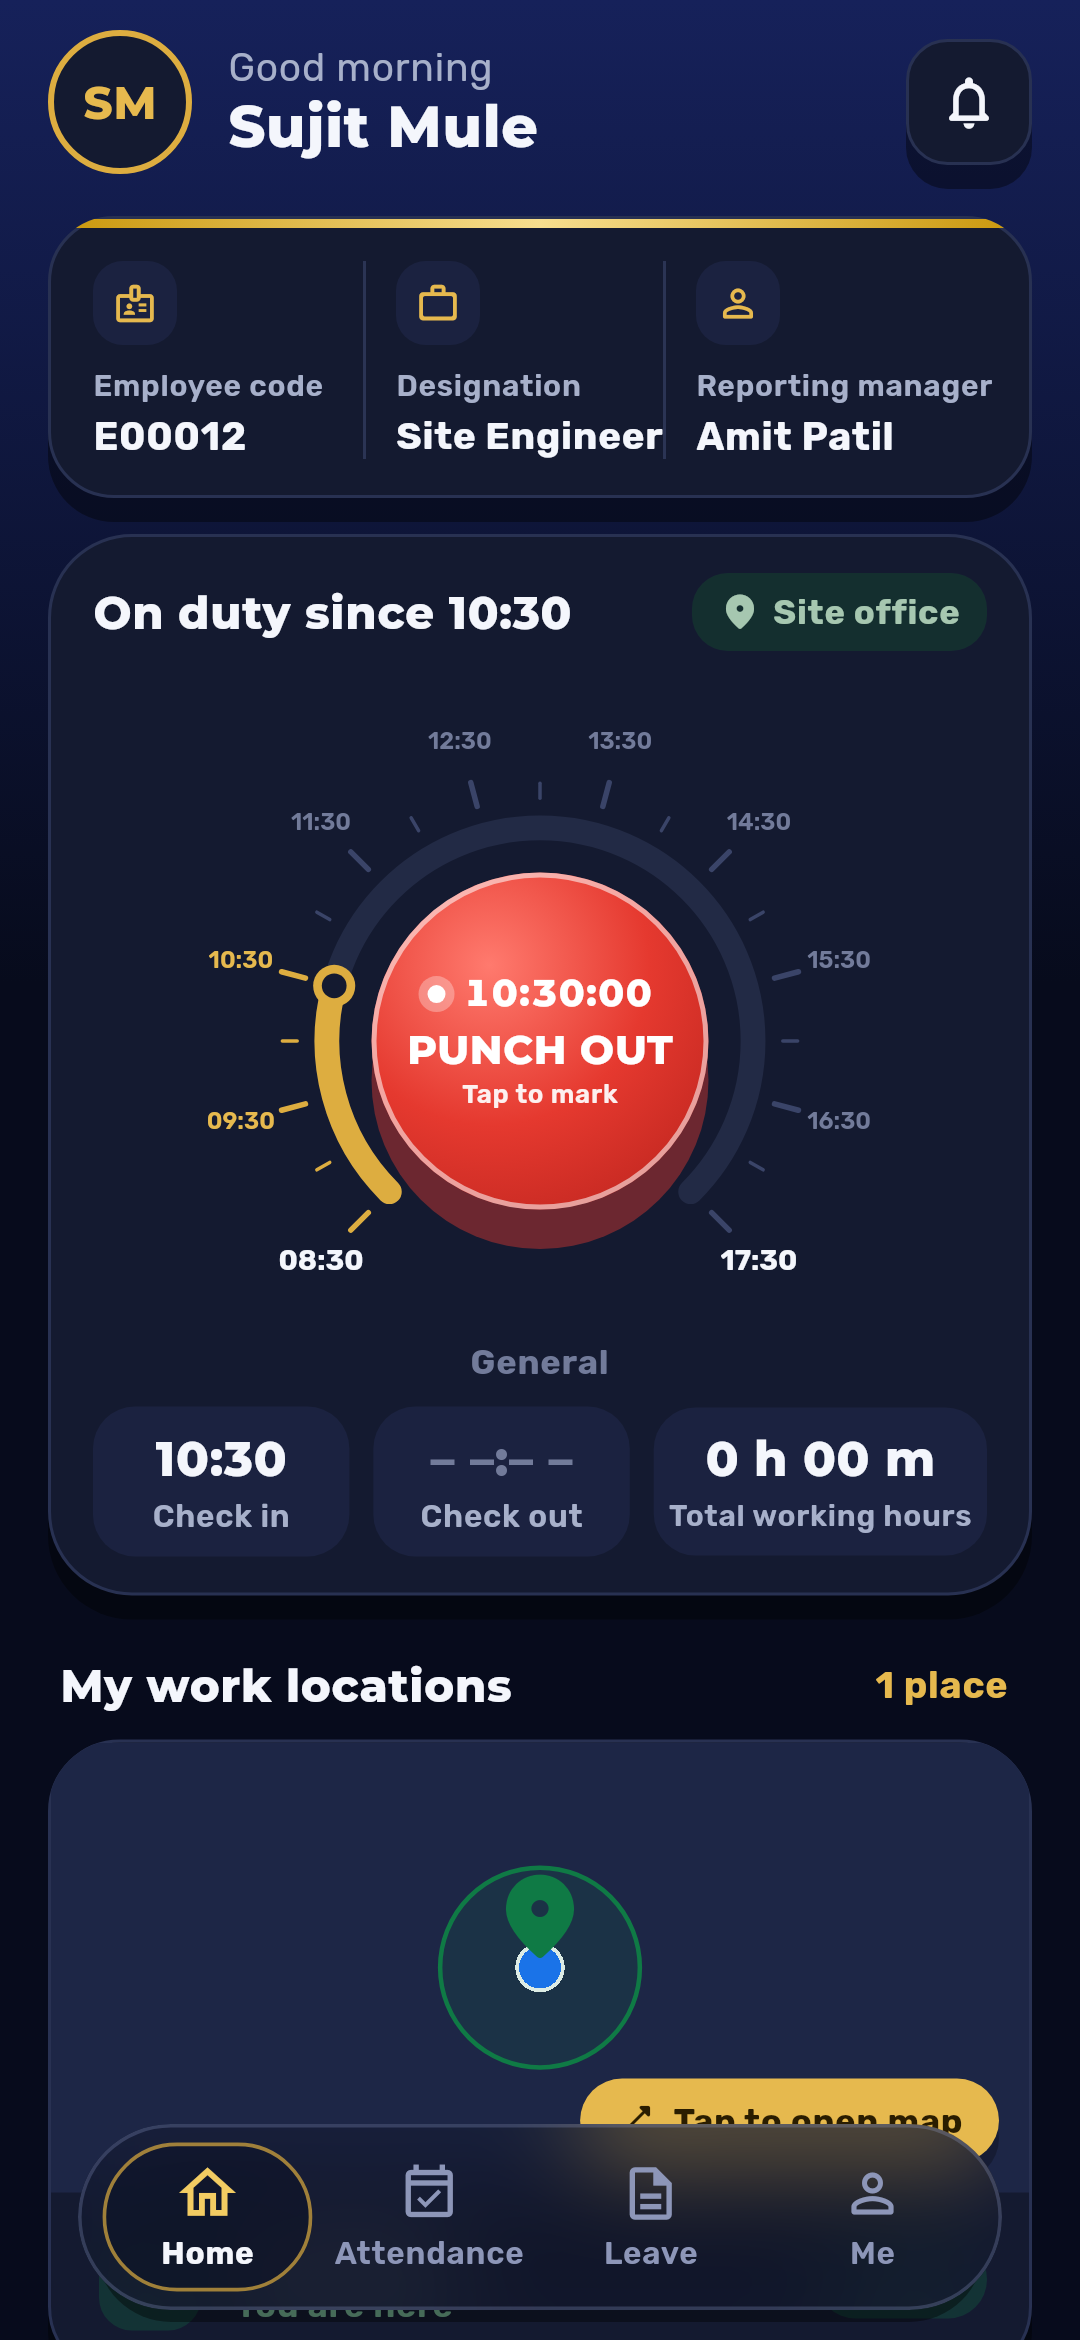 SM
Good morning
Sujit Mule
Employee code
E00012
Designation
Site Engineer
Reporting manager
Amit Patil
On duty since 10:30
Site office
12:30
13:30
11:30
14:30
10:30
15:30
10:30:00
PUNCH OUT
Tap to mark
09:30
16:30
08:30
17:30
General
10:30
Check in
– –:– –
Check out
0 h 00 m
Total working hours
My work locations
1 place
Tap to open map
Home
Attendance
Leave
Me
You are here